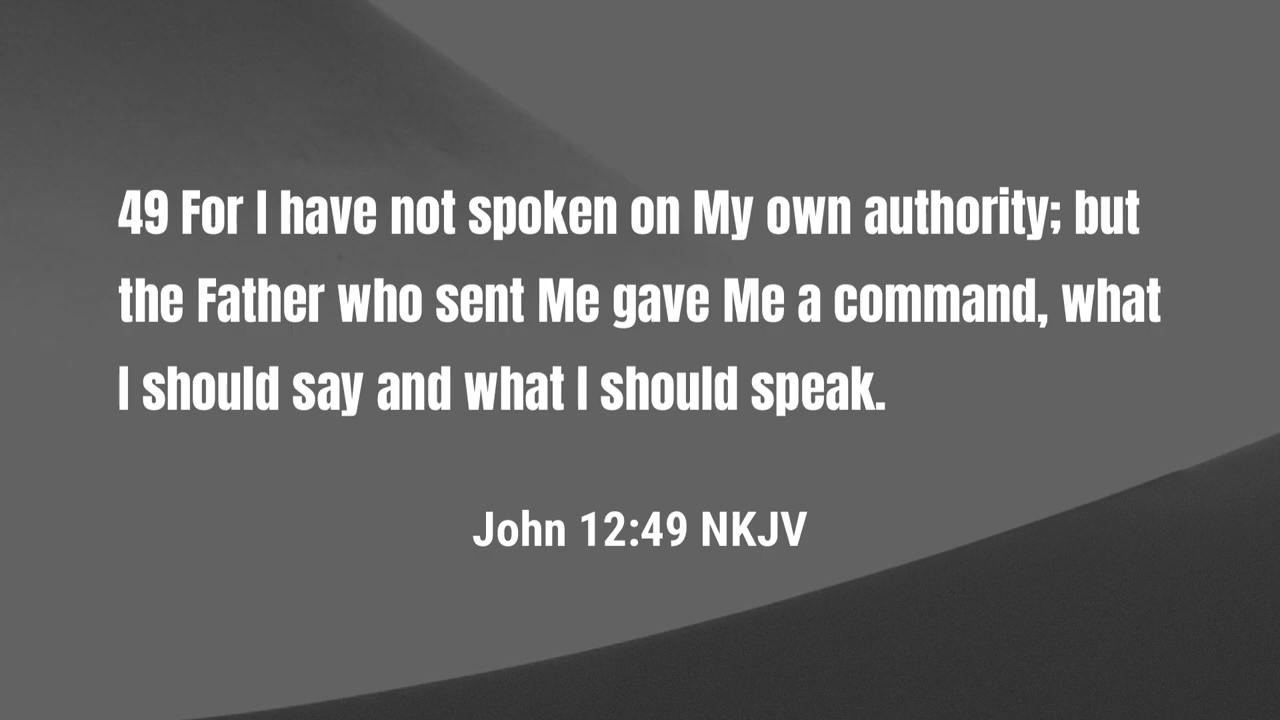 49 For I have not spoken on My own authority; but
the Father who sent Me gave Me a command, what
I should say and what I should speak.
John 12:49 NKJV